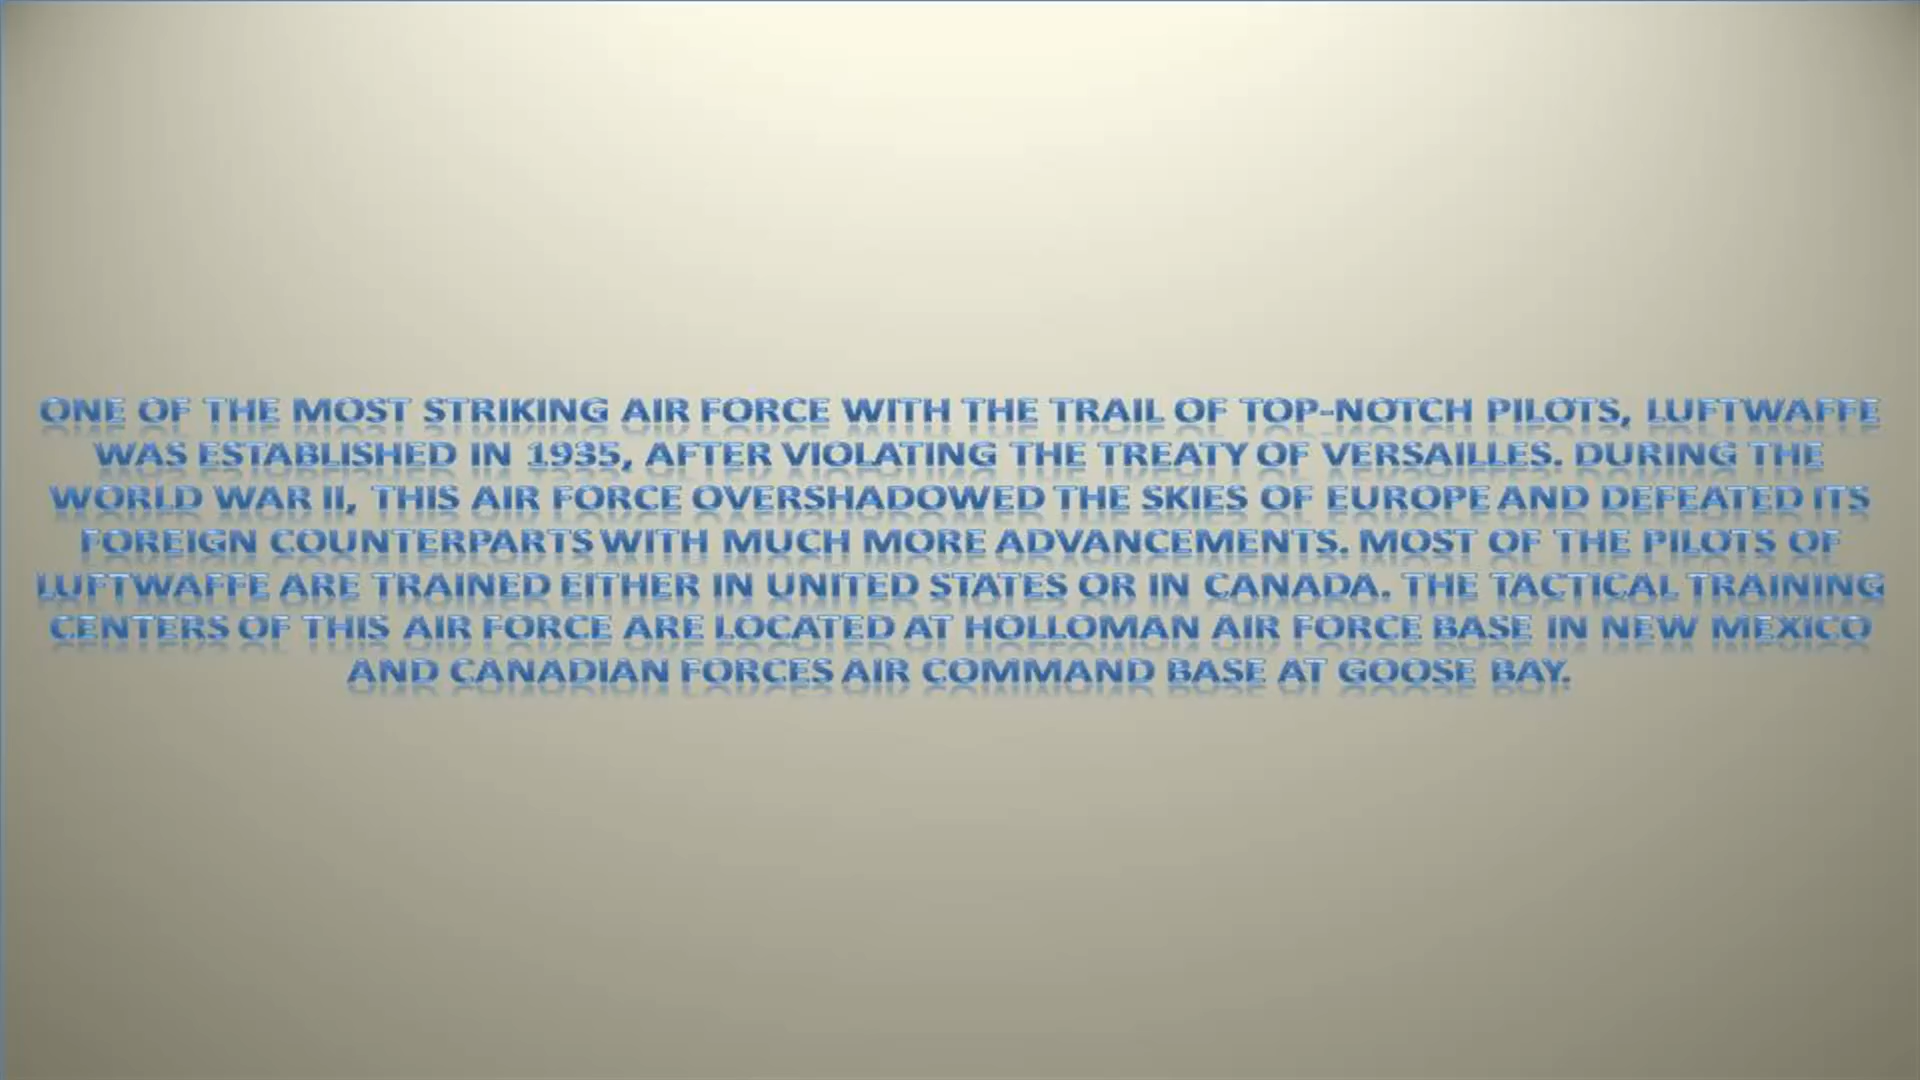 ONE OF THE MOST STRIKING AIR FORCE WITH THE TRAIL OF TOP-NOTCH PILOTS, LUFTWAFFE
WAS ESTABLISHED IN 1935, AFTER VIOLATING THE TREATY OF VERSAILLES. DURING THE
WORLD WAR II, THIS AIR FORCE OVERSHADOWED THE SKIES OF EUROPE AND DEFEATED ITS
FOREIGN COUNTERPARTS WITH MUCH MORE ADVANCEMENTS. MOST OF THE PILOTS OF
LUFTWAFFE ARE TRAINED EITHER IN UNITED STATES OR IN CANADA. THE TACTICAL TRAINING
CENTERS OF THIS AIR FORCE ARE LOCATED AT HOLLOMAN AIR FORCE BASE IN NEW MEXICO
AND CANADIAN FORCES AIR COMMAND BASE AT GOOSE BAY.